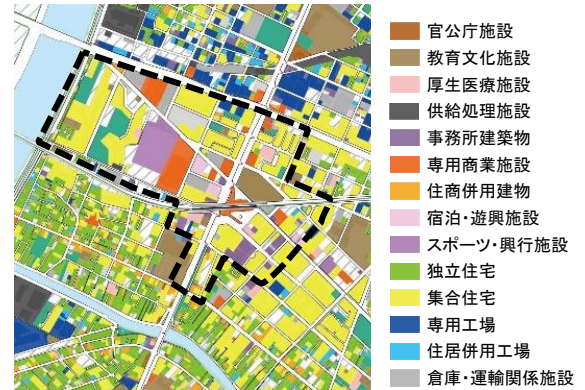 官公庁施設
教育文化施設
厚生医療施設
供給処理施設
事務所建築物
専用商業施設
住商併用建物
宿泊・遊興施設
スポーツ・興行施設
独立住宅
集合住宅
専用工場
住居併用工場
倉庫・運輸関係施設